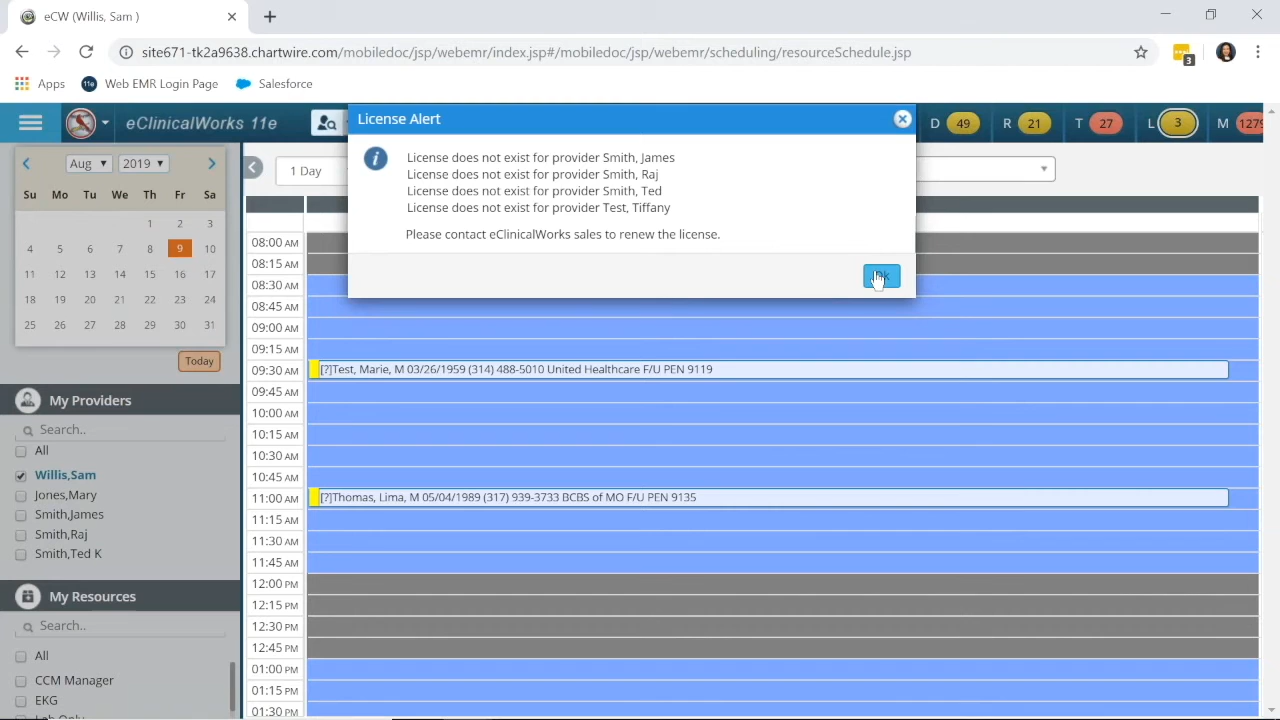 eCW (Willis, Sam )
site671-tk2a9638.chartwire.com/mobiledoc/jsp/webemr/index.jsp#/mobiledoc/jsp/webemr/scheduling/resourceSchedule.jsp
3
Apps
11e
Web EMR Login Page
Salesforce
eClinicalWorks 11e
D 49
R 21
T 27
L 3
M 1279
License Alert
License does not exist for provider Smith, James
License does not exist for provider Smith, Raj
License does not exist for provider Smith, Ted
License does not exist for provider Test, Tiffany
Please contact eClinicalWorks sales to renew the license.
Aug 2019
Su Mo Tu We Th Fr Sa
1 2 3
4 5 6 7 8 9 10
11 12 13 14 15 16 17
18 19 20 21 22 23 24
25 26 27 28 29 30 31
Today
My Providers
Search..
All
Willis,Sam
Jones,Mary
Smith,James
Smith,Raj
Smith,Ted K
My Resources
Search..
All
CCM Manager
EKG
1 Day
08:00 AM
08:15 AM
08:30 AM
08:45 AM
09:00 AM
09:15 AM
09:30 AM [?]Test, Marie, M 03/26/1959 (314) 488-5010 United Healthcare F/U PEN 9119
09:45 AM
10:00 AM
10:15 AM
10:30 AM
10:45 AM
11:00 AM [?]Thomas, Lima, M 05/04/1989 (317) 939-3733 BCBS of MO F/U PEN 9135
11:15 AM
11:30 AM
11:45 AM
12:00 PM
12:15 PM
12:30 PM
12:45 PM
01:00 PM
01:15 PM
01:30 PM